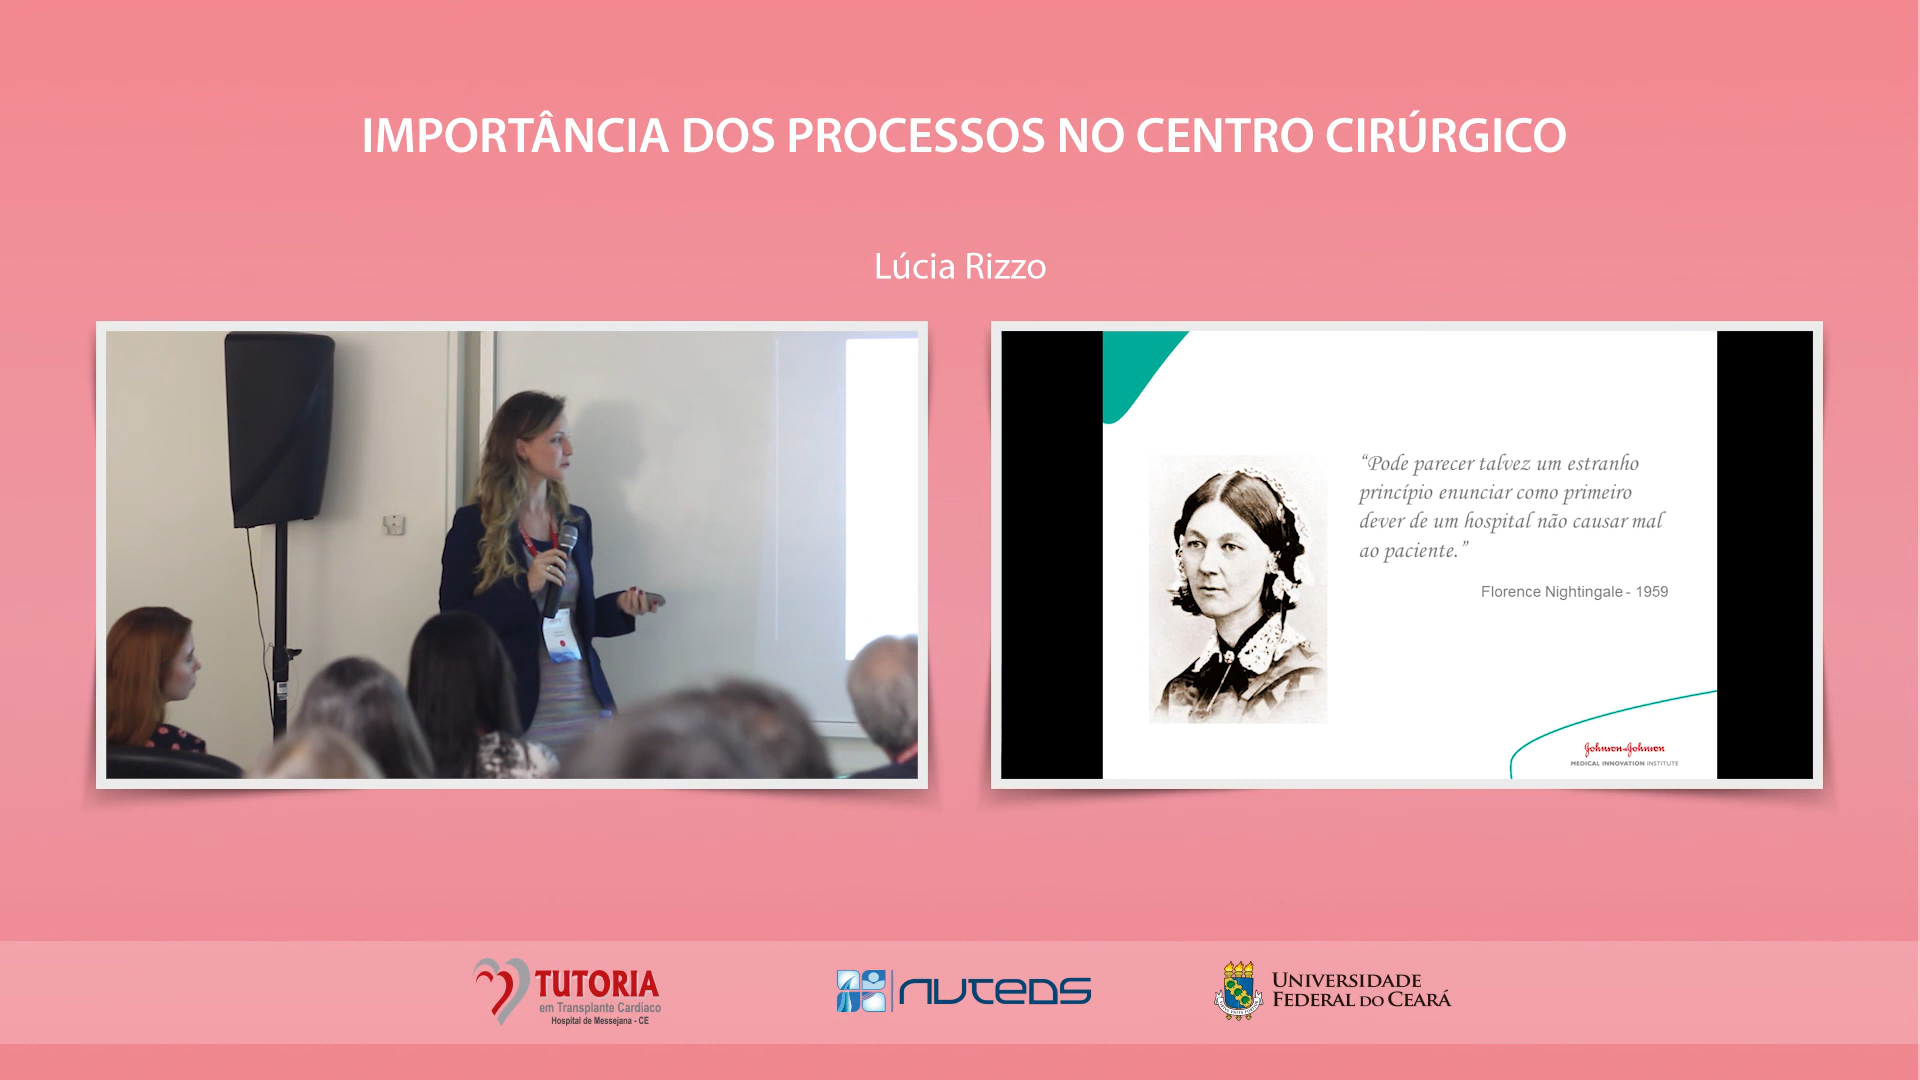 IMPORTÂNCIA DOS PROCESSOS NO CENTRO CIRÚRGICO
Lúcia Rizzo
“Pode parecer talvez um estranho
princípio enunciar como primeiro
dever de um hospital não causar mal
ao paciente.”
Florence Nightingale - 1959
Johnson & Johnson
MEDICAL INNOVATION INSTITUTE
TUTORIA
em Transplante Cardíaco
Hospital de Messejana - CE
NUTEDS
UNIVERSIDADE
FEDERAL DO CEARÁ